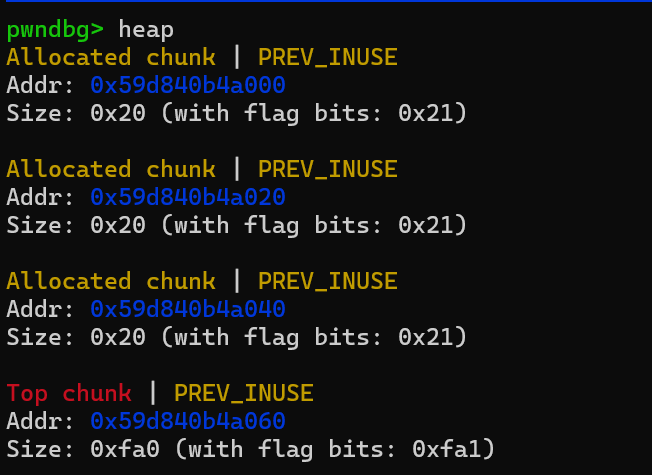 pwndbg> heap
Allocated chunk | PREV_INUSE
Addr: 0x59d840b4a000
Size: 0x20 (with flag bits: 0x21)
Allocated chunk | PREV_INUSE
Addr: 0x59d840b4a020
Size: 0x20 (with flag bits: 0x21)
Allocated chunk | PREV_INUSE
Addr: 0x59d840b4a040
Size: 0x20 (with flag bits: 0x21)
Top chunk | PREV_INUSE
Addr: 0x59d840b4a060
Size: 0xfa0 (with flag bits: 0xfa1)